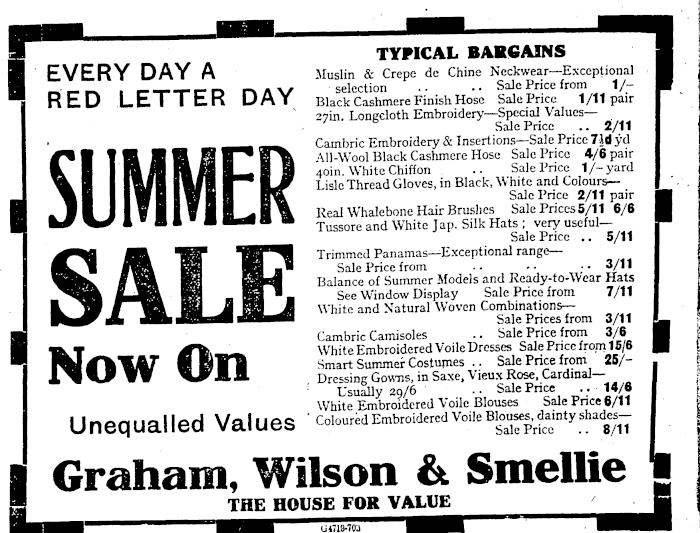 EVERY DAY A
RED LETTER DAY
SUMMER
SALE
Now On
Unequalled Values
TYPICAL BARGAINS
Muslin & Crepe de Chine Neckwear—Exceptional
selection .. .. Sale Price from 1/-
Black Cashmere Finish Hose Sale Price 1/11 pair
27in. Longcloth Embroidery—Special Values—
Sale Price .. 2/11
Cambric Embroidery & Insertions—Sale Price 7½d yd
All-Wool Black Cashmere Hose Sale Price 4/6 pair
40in. White Chiffon .. Sale Price 1/- yard
Lisle Thread Gloves, in Black, White and Colours—
Sale Price 2/11 pair
Real Whalebone Hair Brushes Sale Prices 5/11 6/6
Tussore and White Jap. Silk Hats; very useful—
Sale Price .. 5/11
Trimmed Panamas—Exceptional range—
Sale Price from .. .. .. 3/11
Balance of Summer Models and Ready-to-Wear Hats
See Window Display Sale Price from 7/11
White and Natural Woven Combinations—
Sale Prices from 3/11
Cambric Camisoles .. Sale Price from 3/6
White Embroidered Voile Dresses Sale Price from 15/6
Smart Summer Costumes .. Sale Price from 25/-
Dressing Gowns, in Saxe, Vieux Rose, Cardinal—
Usually 29/6 .. Sale Price .. 14/6
White Embroidered Voile Blouses Sale Price 6/11
Coloured Embroidered Voile Blouses, dainty shades—
Sale Price .. 8/11
Graham, Wilson & Smellie
THE HOUSE FOR VALUE
G4719-703